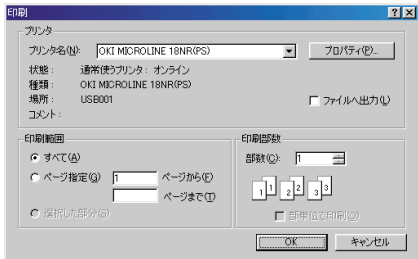 印刷
プリンタ
プリンタ名(N): OKI MICROLINE 18NR(PS) プロパティ(P)...
状態： 通常使うプリンタ： オンライン
種類： OKI MICROLINE 18NR(PS)
場所： USB001
コメント： ファイルへ出力(L)
印刷範囲
すべて(A)
ページ指定(G) 1 ページから(F)
ページまで(T)
選択した部分(S)
印刷部数
部数(C): 1
1 1 2 2 3 3
部単位で印刷(O)
OK キャンセル